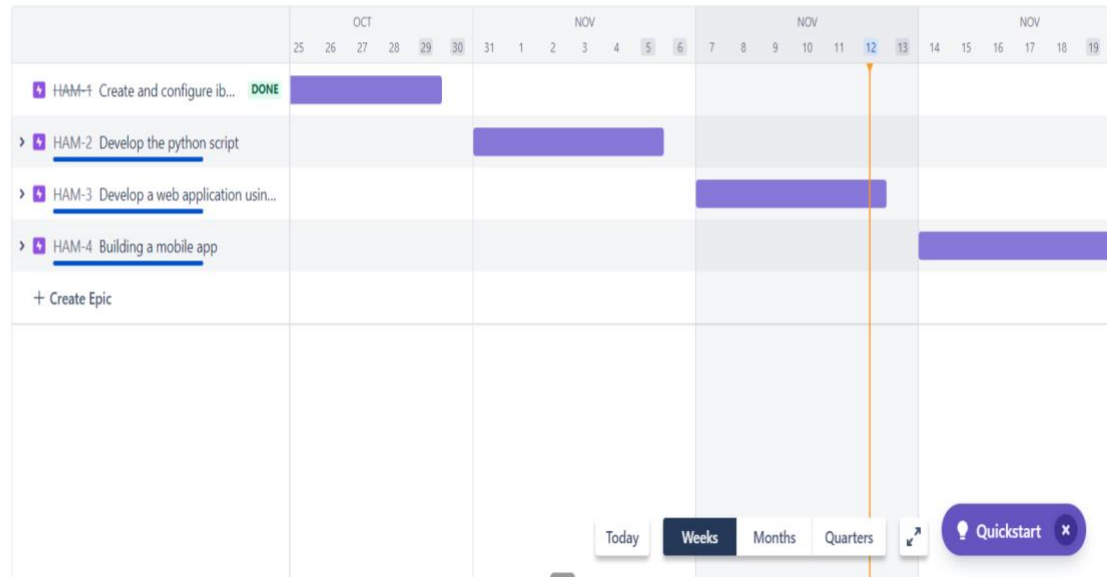 OCT NOV NOV NOV
25 26 27 28 29 30 31 1 2 3 4 5 6 7 8 9 10 11 12 13 14 15 16 17 18 19
HAM-1 Create and configure ib... DONE
HAM-2 Develop the python script
HAM-3 Develop a web application usin...
HAM-4 Building a mobile app
+ Create Epic
Today Weeks Months Quarters Quickstart